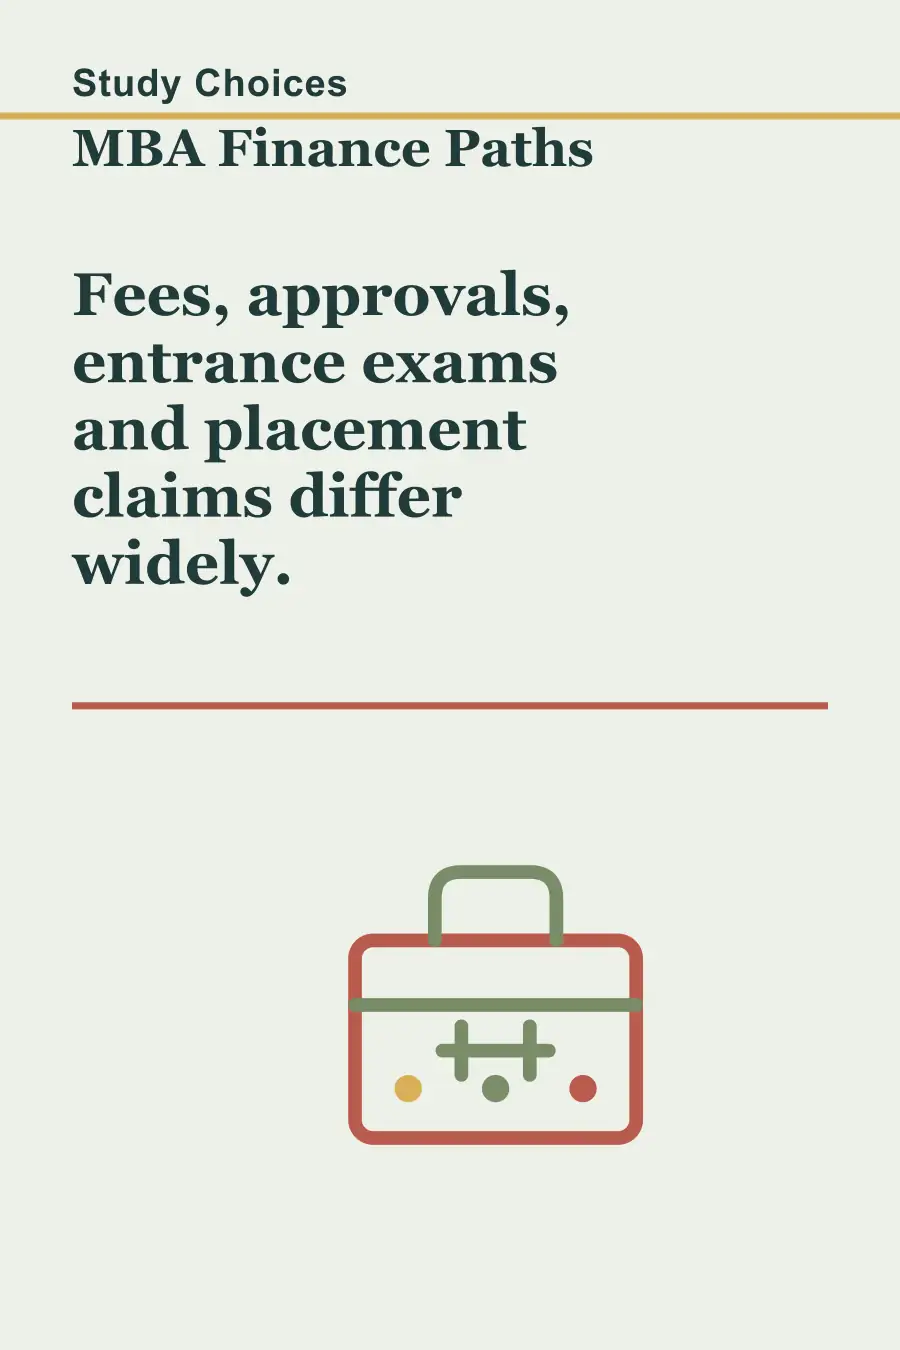 Study Choices
MBA Finance Paths
Fees, approvals,
entrance exams
and placement
claims differ
widely.